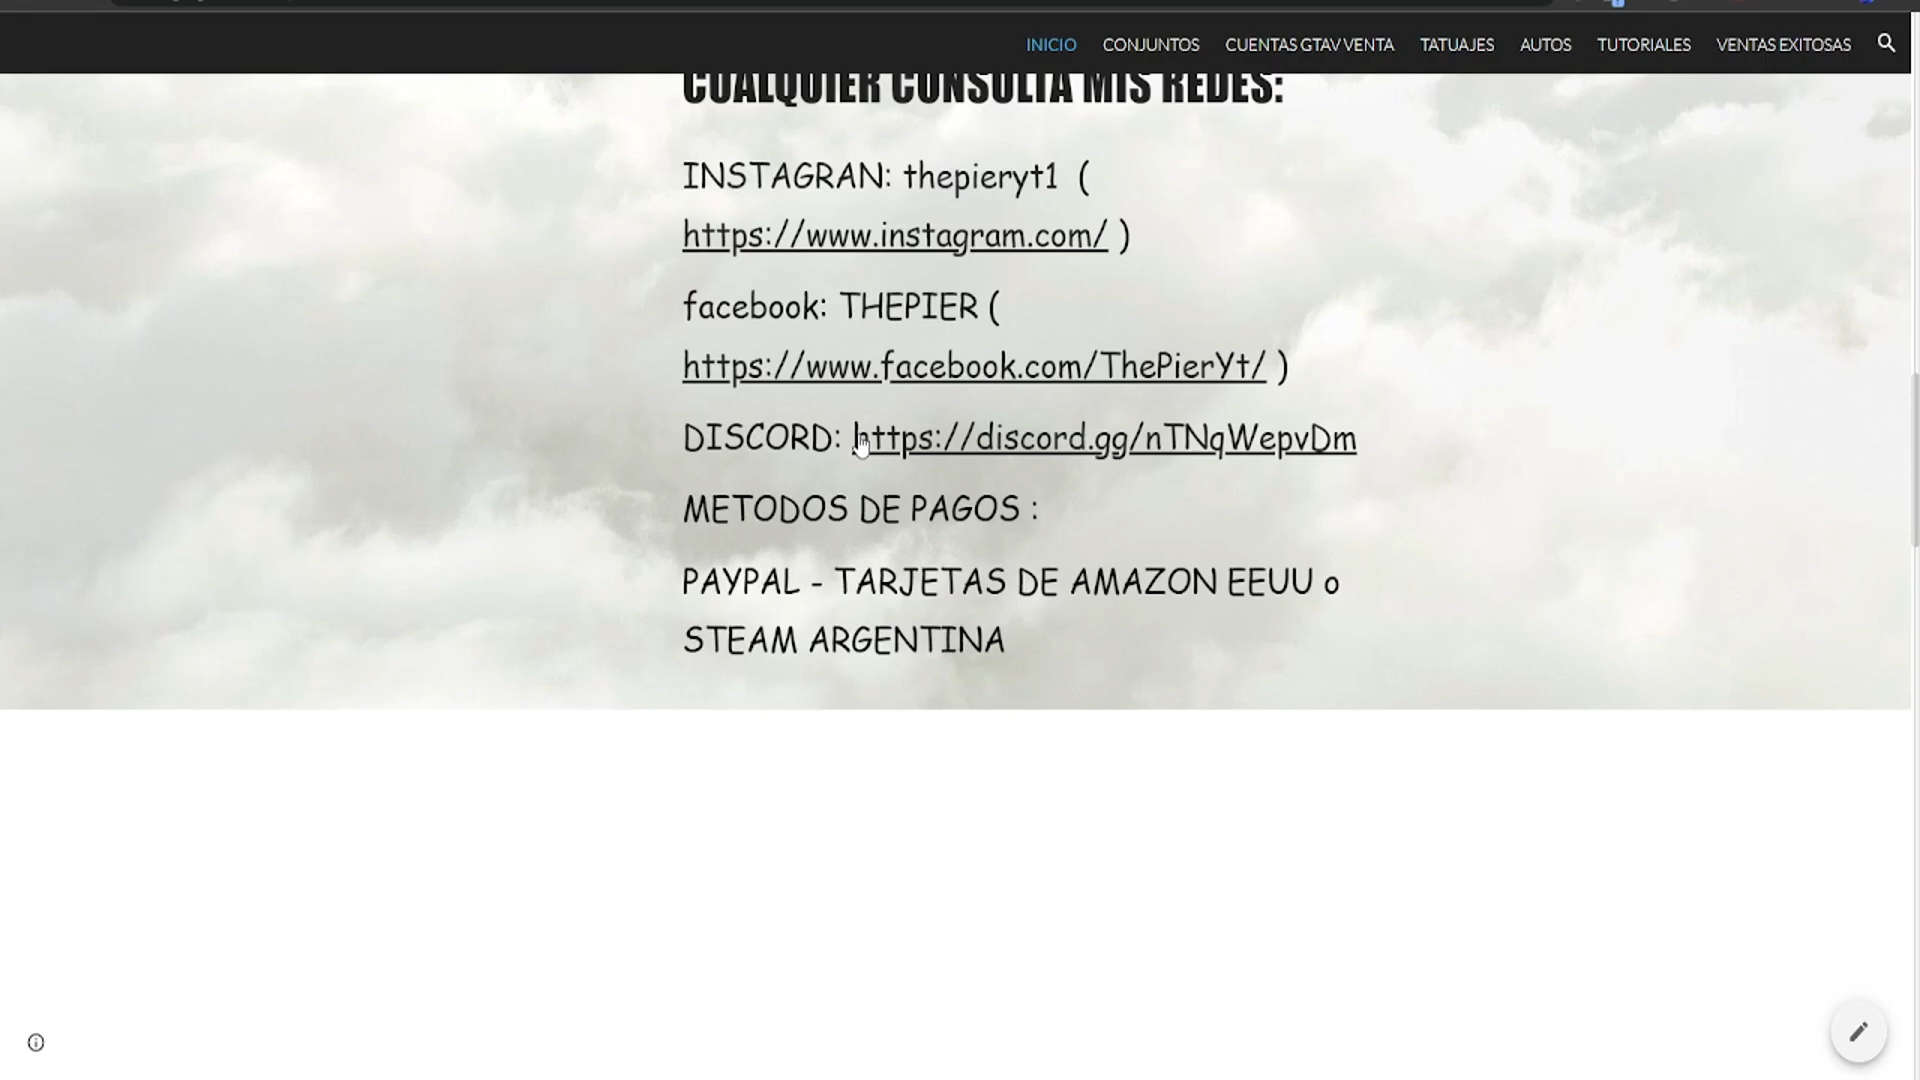 INICIO CONJUNTOS CUENTAS GTAV VENTA TATUAJES AUTOS TUTORIALES VENTAS EXITOSAS
CUALQUIER CONSULTA MIS REDES:
INSTAGRAN: thepieryt1 (
https://www.instagram.com/ )
facebook: THEPIER (
https://www.facebook.com/ThePierYt/ )
DISCORD: https://discord.gg/nTNqWepvDm
METODOS DE PAGOS :
PAYPAL - TARJETAS DE AMAZON EEUU o
STEAM ARGENTINA